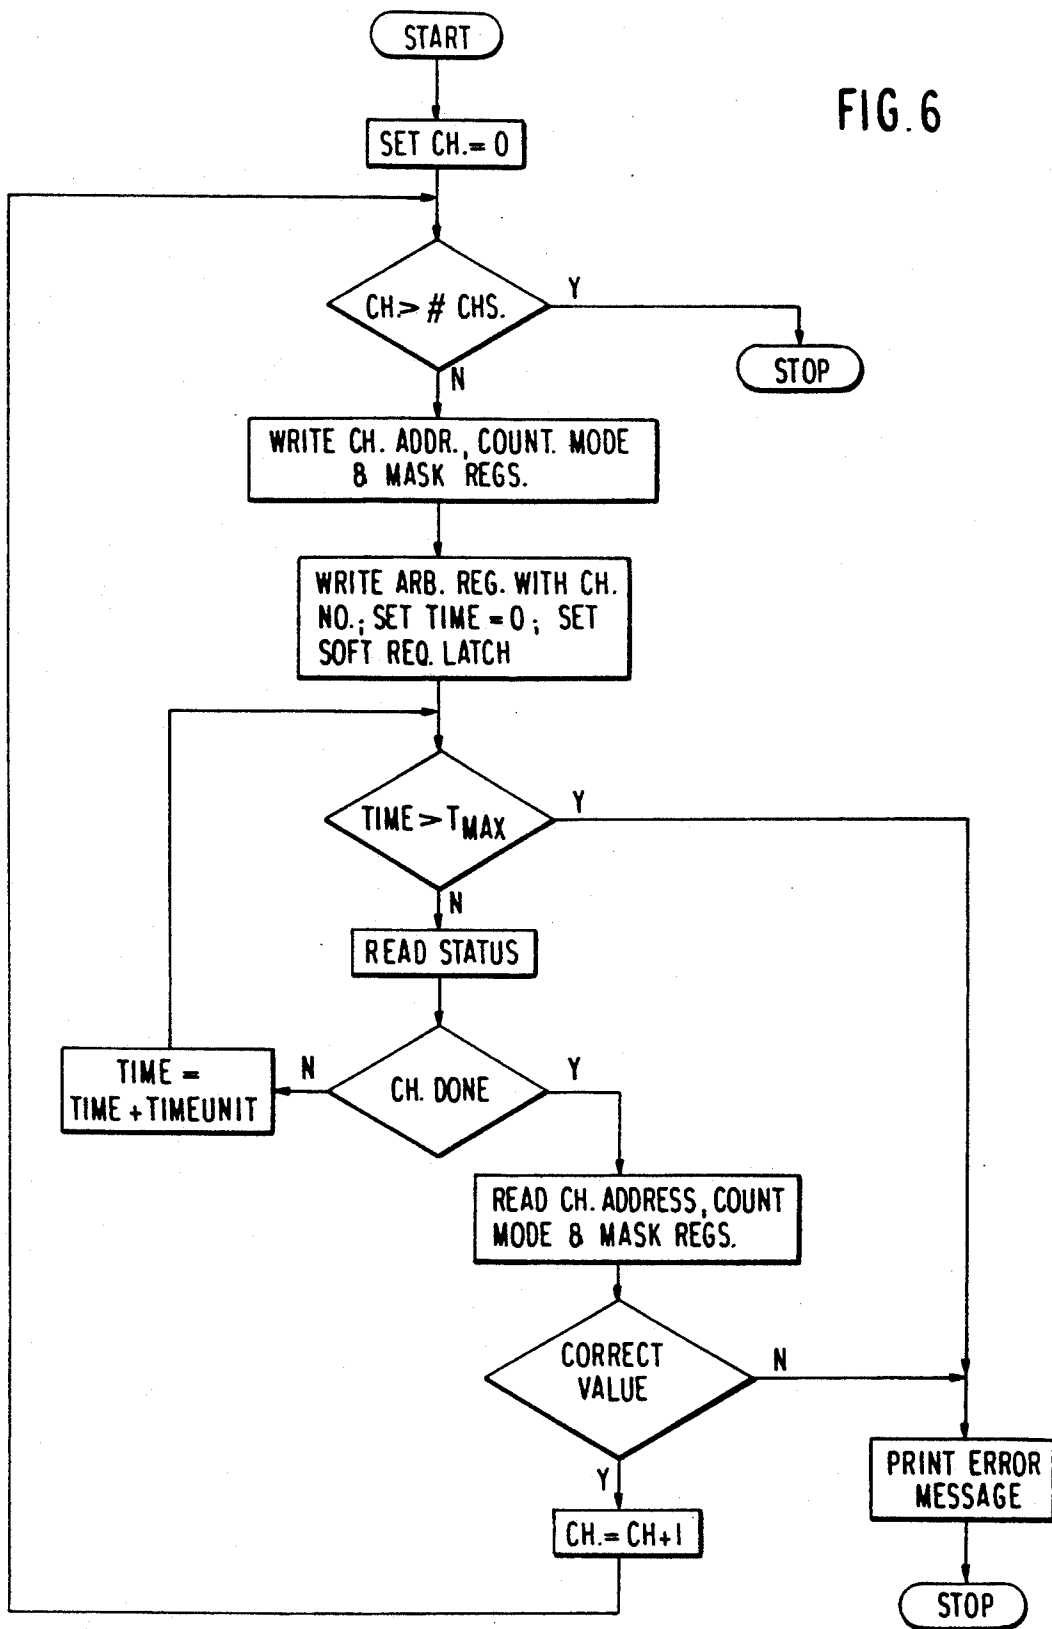 START
FIG. 6
SET CH.= 0
CH.> # CHS.
Y
STOP
N
WRITE CH. ADDR., COUNT. MODE
& MASK REGS.
WRITE ARB. REG. WITH CH.
NO.; SET TIME = 0; SET
SOFT REQ. LATCH
TIME > TMAX
Y
N
READ STATUS
TIME =
TIME + TIMEUNIT
N
CH. DONE
Y
READ CH. ADDRESS, COUNT
MODE & MASK REGS.
CORRECT
VALUE
N
Y
PRINT ERROR
MESSAGE
CH.= CH+1
STOP